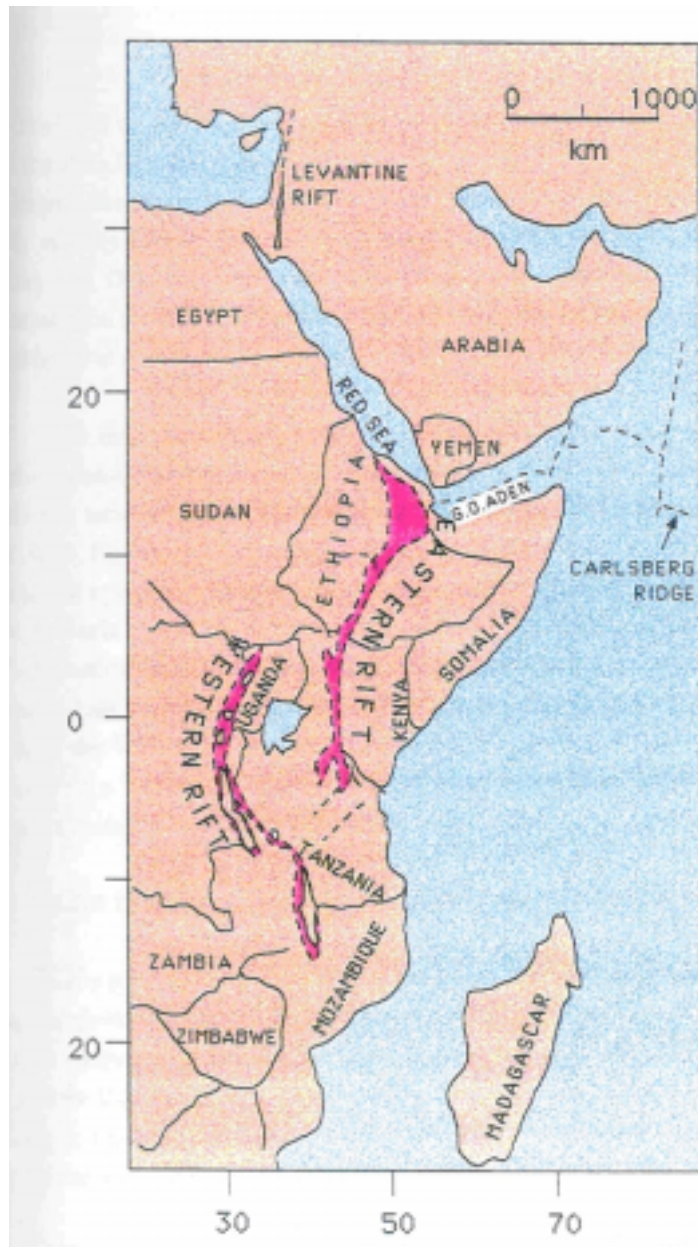 0 1000
km
LEVANTINE
RIFT
EGYPT
ARABIA
20
RED SEA
YEMEN
SUDAN
ETHIOPIA
G.O.ADEN
EASTERN RIFT
CARLSBERG
RIDGE
SOMALIA
WESTERN RIFT
UGANDA
KENYA
0
TANZANIA
ZAMBIA
MOZAMBIQUE
ZIMBABWE
20
MADAGASCAR
30 50 70